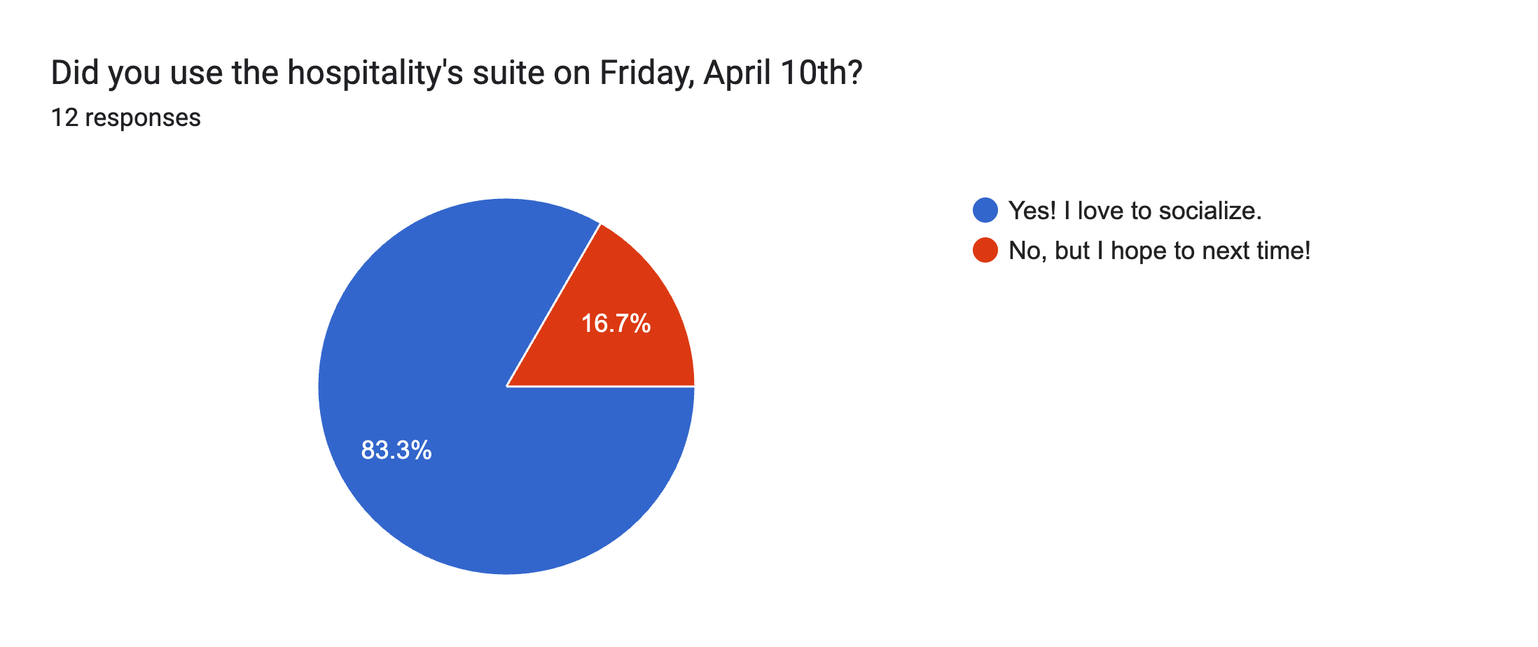 Did you use the hospitality's suite on Friday, April 10th?
12 responses
Yes! I love to socialize.
No, but I hope to next time!
16.7%
83.3%